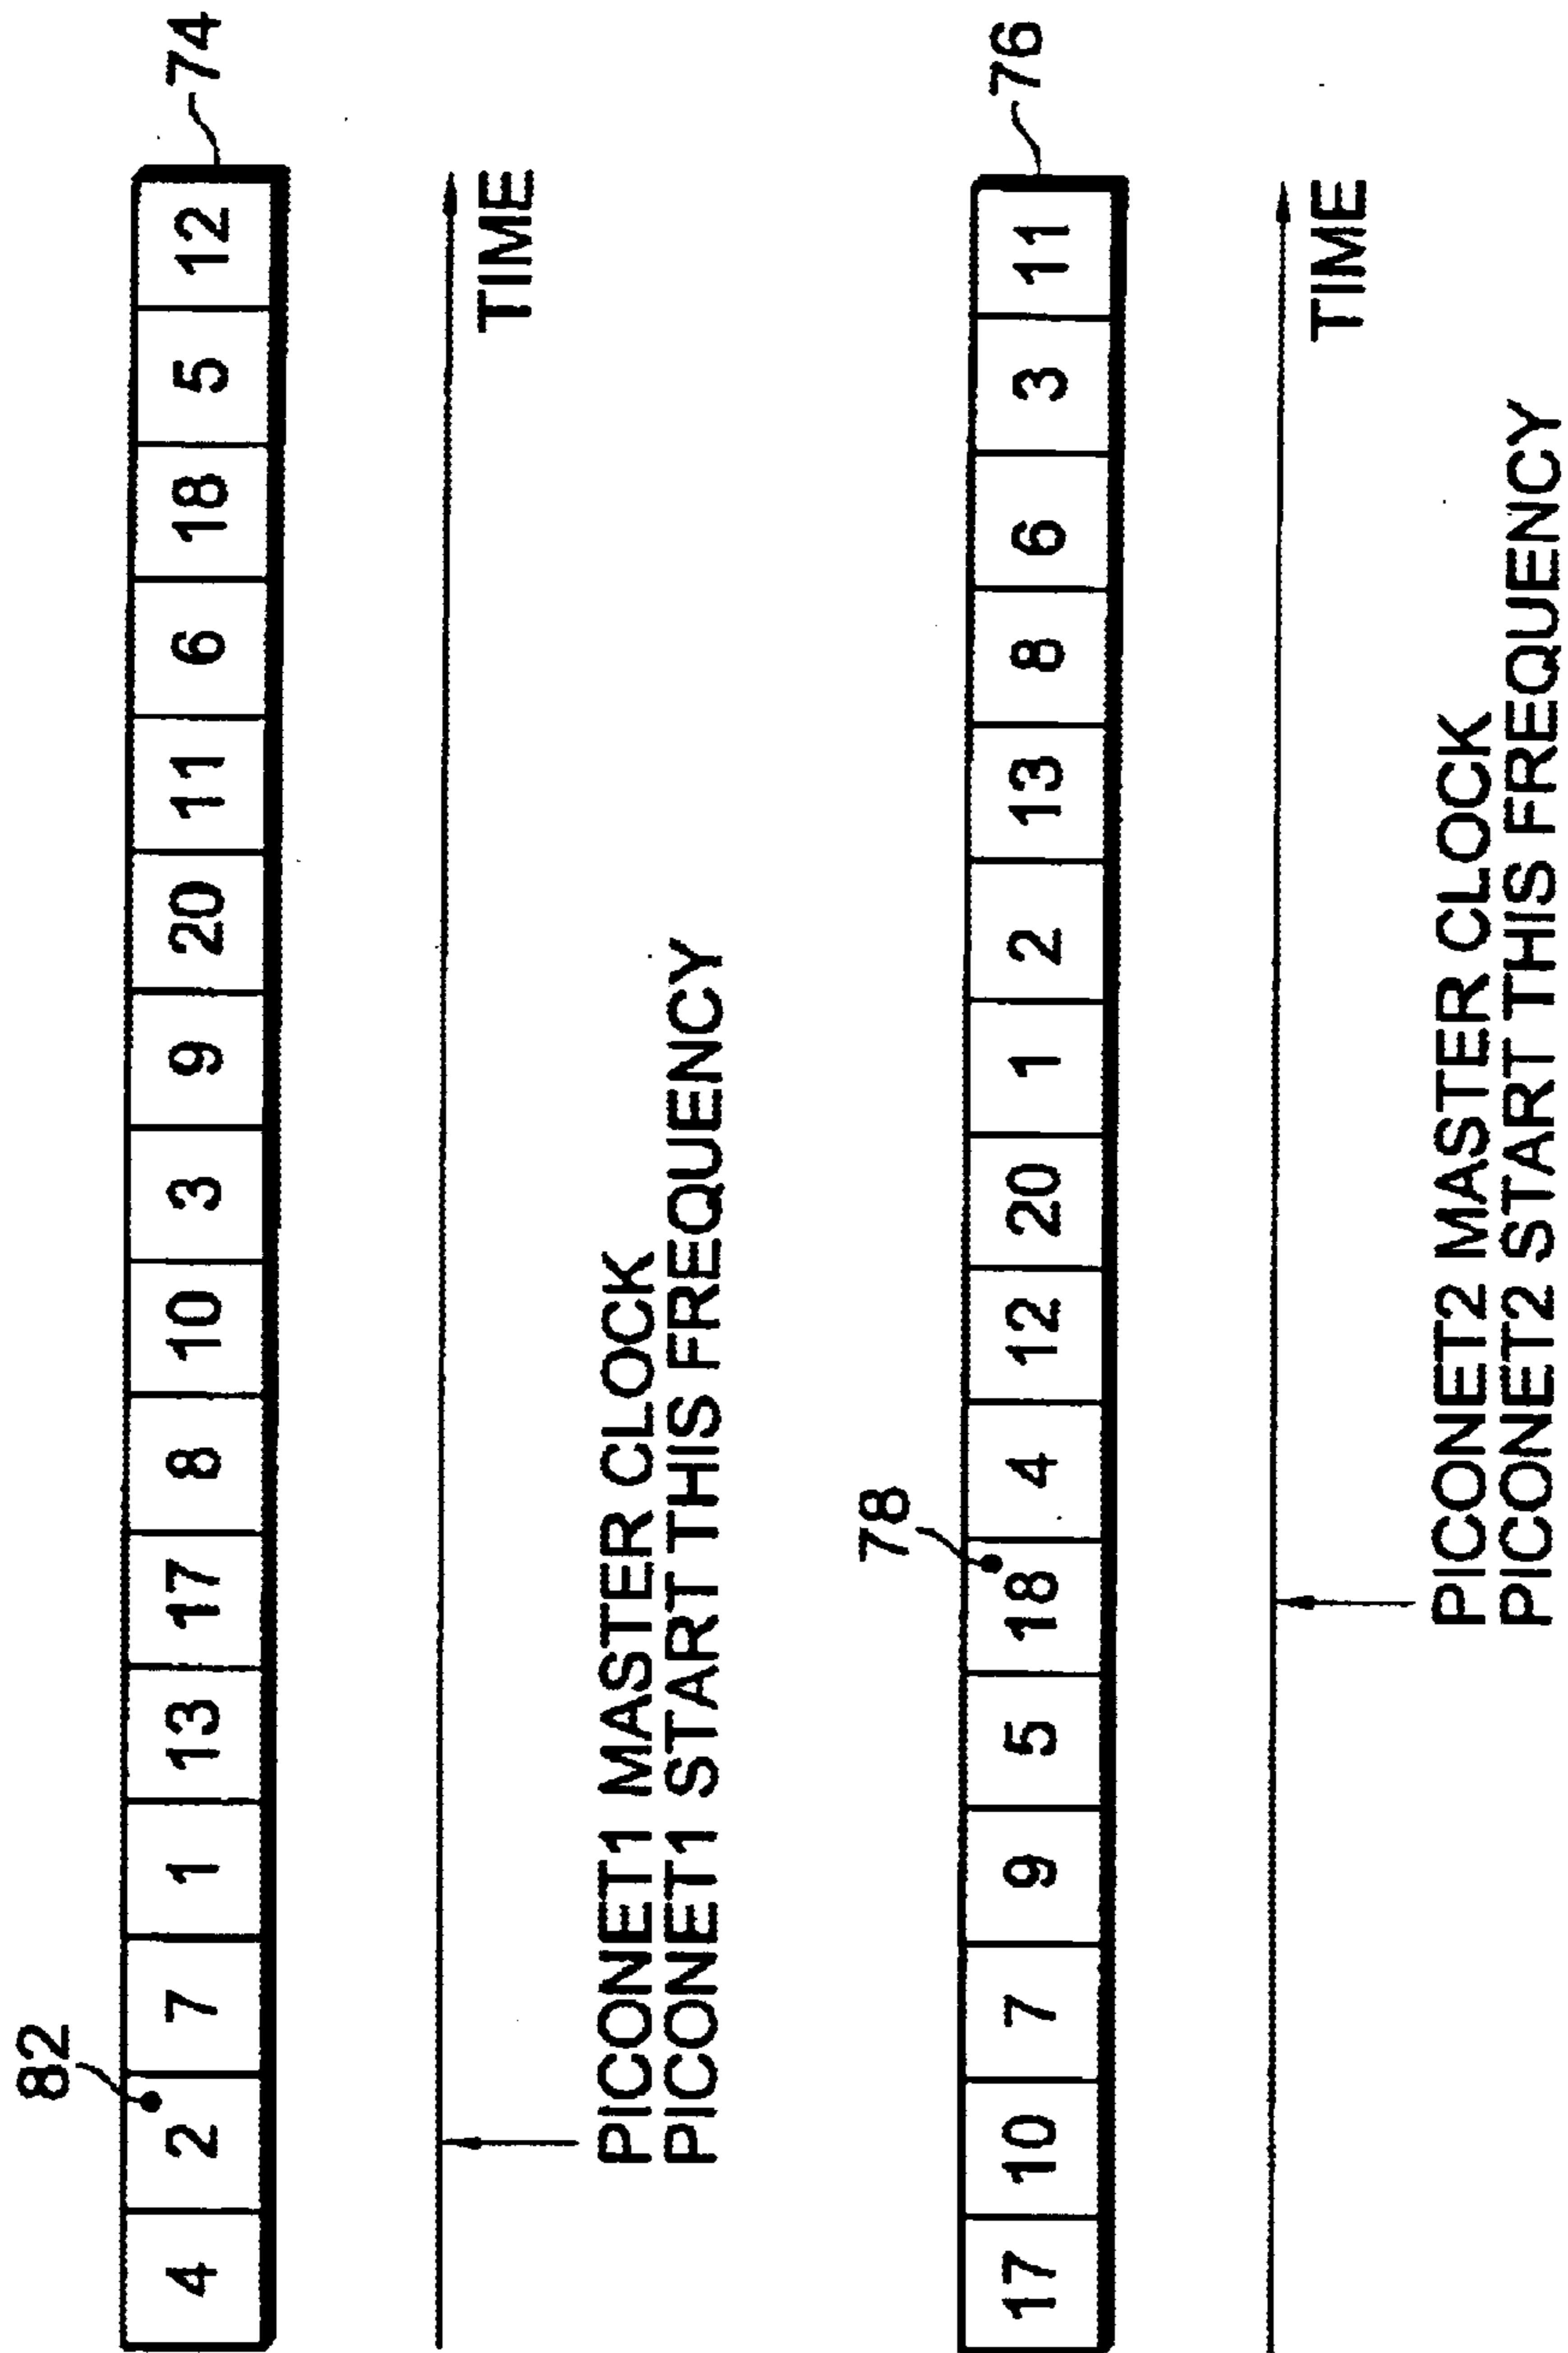 82
4 2 7 1 13 17 8 10 3 9 20 11 6 18 5 12
74
TIME
PICONET1 MASTER CLOCK
PICONET1 START THIS FREQUENCY
78
17 10 7 9 5 18 4 12 20 1 2 13 8 6 3 11
76
TIME
PICONET2 MASTER CLOCK
PICONET2 START THIS FREQUENCY